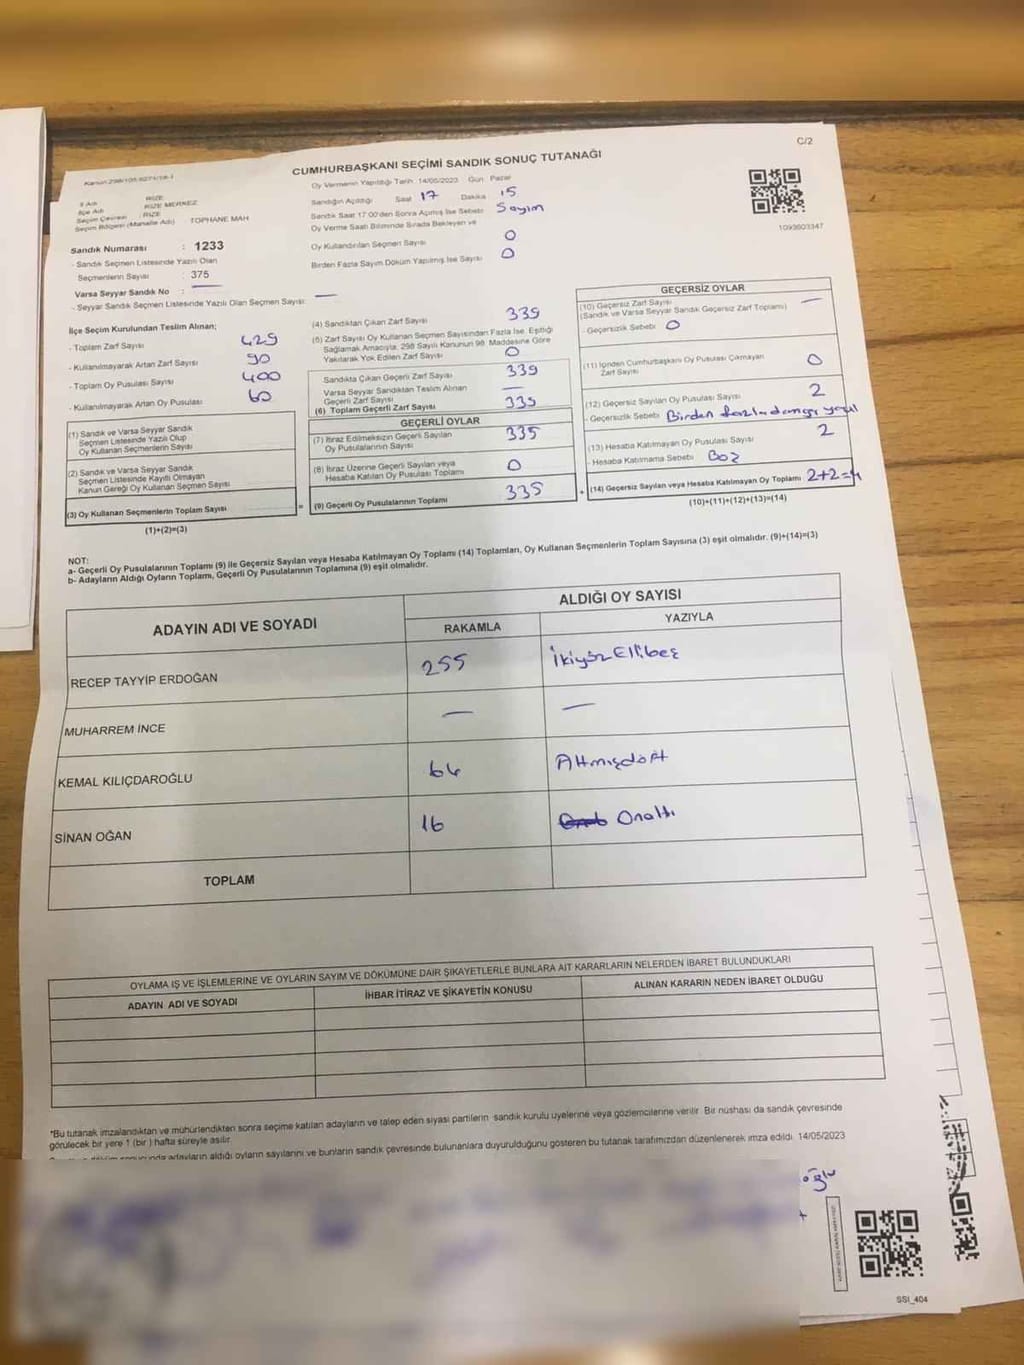 C/2
CUMHURBAŞKANI SEÇİMİ SANDIK SONUÇ TUTANAĞI
Oy Vermenin Yapıldığı Tarih: 14/05/2023 Gün: Pazar
İl Adı RİZE
İlçe Adı RİZE MERKEZ
Seçim Çevresi : RİZE
Seçim Bölgesi (Mahalle Adı) TOPHANE MAH
Sandık Numarası : 1233
- Sandık Seçmen Listesinde Yazılı Olan
Seçmenlerin Sayısı : 375
Varsa Seyyar Sandık No : —
- Seyyar Sandık Seçmen Listesinde Yazılı Olan Seçmen Sayısı: —
Sandığın Açıldığı Saat 17 Dakika 15
Sandık Saat 17:00'den Sonra Açılmış İse Sebebi Sayım
Oy Verme Saati Bitiminde Sırada Bekleyen ve
Oy Kullandırılan Seçmen Sayısı 0
Birden Fazla Sayım Döküm Yapılmış İse Sayısı 0
1093603347
İlçe Seçim Kurulundan Teslim Alınan;
- Toplam Zarf Sayısı 429
- Kullanılmayarak Artan Zarf Sayısı 90
- Toplam Oy Pusulası Sayısı 400
- Kullanılmayarak Artan Oy Pusulası 60
(1) Sandık ve Varsa Seyyar Sandık
Seçmen Listesinde Yazılı Olup
Oy Kullanan Seçmenlerin Sayısı
(2) Sandık ve Varsa Seyyar Sandık
Seçmen Listesinde Kayıtlı Olmayan
Kanun Gereği Oy Kullanan Seçmen Sayısı
(3) Oy Kullanan Seçmenlerin Toplam Sayısı
(1)+(2)=(3)
(4) Sandıktan Çıkan Zarf Sayısı 339
(5) Zarf Sayısı Oy Kullanan Seçmen Sayısından Fazla İse, Eşitliği
Sağlamak Amacıyla, 298 Sayılı Kanunun 98. Maddesine Göre
Yakılarak Yok Edilen Zarf Sayısı 0
Sandıkta Çıkan Geçerli Zarf Sayısı 339
Varsa Seyyar Sandıktan Teslim Alınan
Geçerli Zarf Sayısı —
(6) Toplam Geçerli Zarf Sayısı 335
GEÇERLİ OYLAR
(7) İtiraz Edilmeksizin Geçerli Sayılan
Oy Pusulalarının Sayısı 335
(8) İtiraz Üzerine Geçerli Sayılan veya
Hesaba Katılan Oy Pusulası Toplamı 0
= (9) Geçerli Oy Pusulalarının Toplamı 335
GEÇERSİZ OYLAR
(10) Geçersiz Zarf Sayısı —
(Sandık ve Varsa Seyyar Sandık Geçersiz Zarf Toplamı)
- Geçersizlik Sebebi 0
(11) İçinden Cumhurbaşkanı Oy Pusulası Çıkmayan
Zarf Sayısı 0
(12) Geçersiz Sayılan Oy Pusulası Sayısı 2
- Geçersizlik Sebebi Birden
(13) Hesaba Katılmayan Oy Pusulası Sayısı 2
- Hesaba Katılmama Sebebi Boz
+ (14) Geçersiz Sayılan veya Hesaba Katılmayan Oy Toplamı 2+2=4
(10)+(11)+(12)+(13)=(14)
NOT:
a- Geçerli Oy Pusulalarının Toplamı (9) ile Geçersiz Sayılan veya Hesaba Katılmayan Oy Toplamı (14) Toplamları, Oy Kullanan Seçmenlerin Toplam Sayısına (3) eşit olmalıdır. (9)+(14)=(3)
b- Adayların Aldığı Oyların Toplamı, Geçerli Oy Pusulalarının Toplamına (9) eşit olmalıdır.
ADAYIN ADI VE SOYADI
ALDIĞI OY SAYISI
RAKAMLA YAZIYLA
RECEP TAYYİP ERDOĞAN 255 İkiyüzEllibeş
MUHARREM İNCE — —
KEMAL KILIÇDAROĞLU 64 Altmışdört
SİNAN OĞAN 16 Onaltı
TOPLAM
OYLAMA İŞ VE İŞLEMLERİNE VE OYLARIN SAYIM VE DÖKÜMÜNE DAİR ŞİKAYETLERLE BUNLARA AİT KARARLARIN NELERDEN İBARET BULUNDUKLARI
ADAYIN ADI VE SOYADI İHBAR İTİRAZ VE ŞİKAYETİN KONUSU ALINAN KARARIN NEDEN İBARET OLDUĞU
*Bu tutanak imzalandıktan ve mühürlendikten sonra seçime katılan adayların ve talep eden siyasi partilerin sandık kurulu üyelerine veya gözlemcilerine verilir. Bir nüshası da sandık çevresinde
görülecek bir yere 1 (bir) hafta süreyle asılır.
adayların aldığı oyların sayılarını ve bunların sandık çevresinde bulunanlara duyurulduğunu gösteren bu tutanak tarafımızdan düzenlenerek imza edildi. 14/05/2023
SSI_404